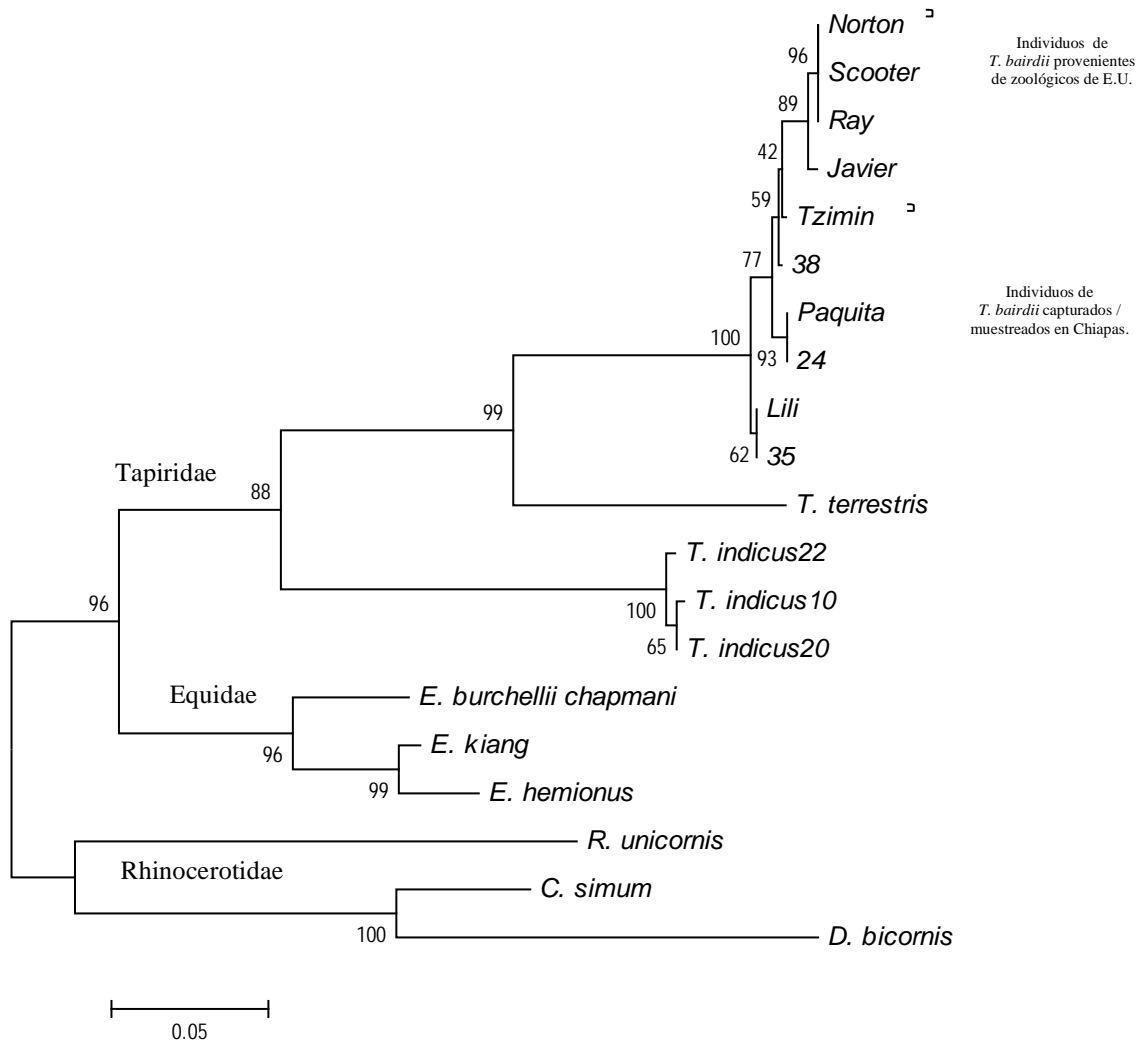 Norton
96
Scooter
Individuos de
T. bairdii provenientes
de zoológicos de E.U.
89
Ray
42
Javier
59
Tzimin
77
38
Paquita
Individuos de
T. bairdii capturados /
muestreados en Chiapas.
100
93
24
Lili
99
62
35
Tapiridae
88
T. terrestris
T. indicus22
96
100
T. indicus10
65
T. indicus20
Equidae
E. burchellii chapmani
96
E. kiang
99
E. hemionus
R. unicornis
Rhinocerotidae
C. simum
100
D. bicornis
0.05